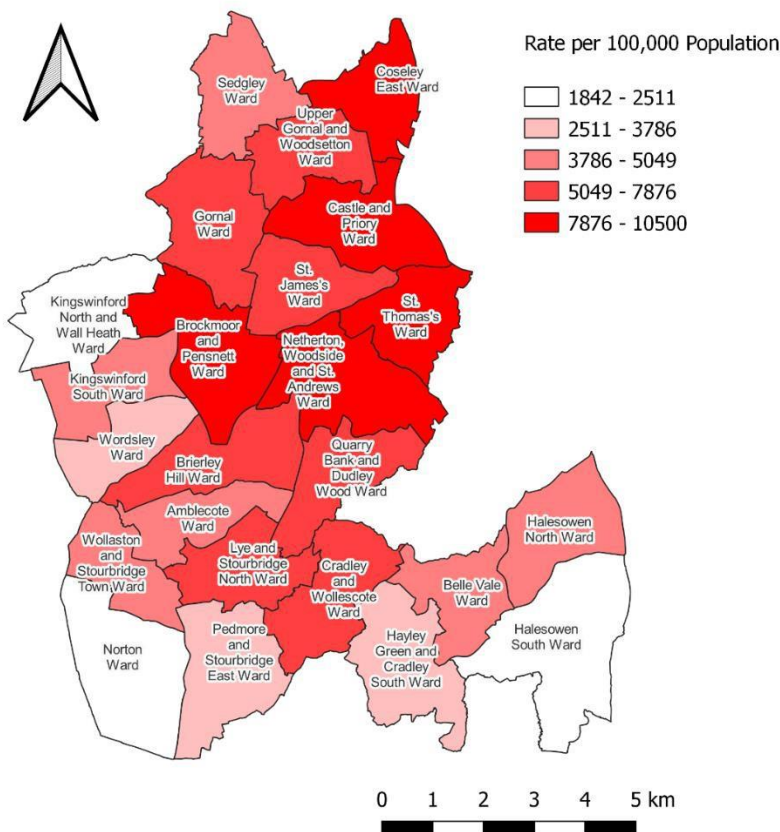 Rate per 100,000 Population
1842 - 2511
2511 - 3786
3786 - 5049
5049 - 7876
7876 - 10500
Sedgley
Ward
Coseley
East Ward
Upper
Gornal and
Woodsetton
Ward
Gornal
Ward
Castle and
Priory
Ward
St.
James's
Ward
St.
Thomas's
Ward
Kingswinford
North and
Wall Heath
Ward
Brockmoor
and
Pensnett
Ward
Netherton,
Woodside
and St.
Andrews
Ward
Kingswinford
South Ward
Wordsley
Ward
Brierley
Hill Ward
Quarry
Bank and
Dudley
Wood Ward
Amblecote
Ward
Wollaston
and
Stourbridge
Town Ward
Lye and
Stourbridge
North Ward
Cradley
and
Wollescote
Ward
Halesowen
North Ward
Belle Vale
Ward
Norton
Ward
Pedmore
and
Stourbridge
East Ward
Hayley
Green and
Cradley
South Ward
Halesowen
South Ward
0 1 2 3 4 5 km